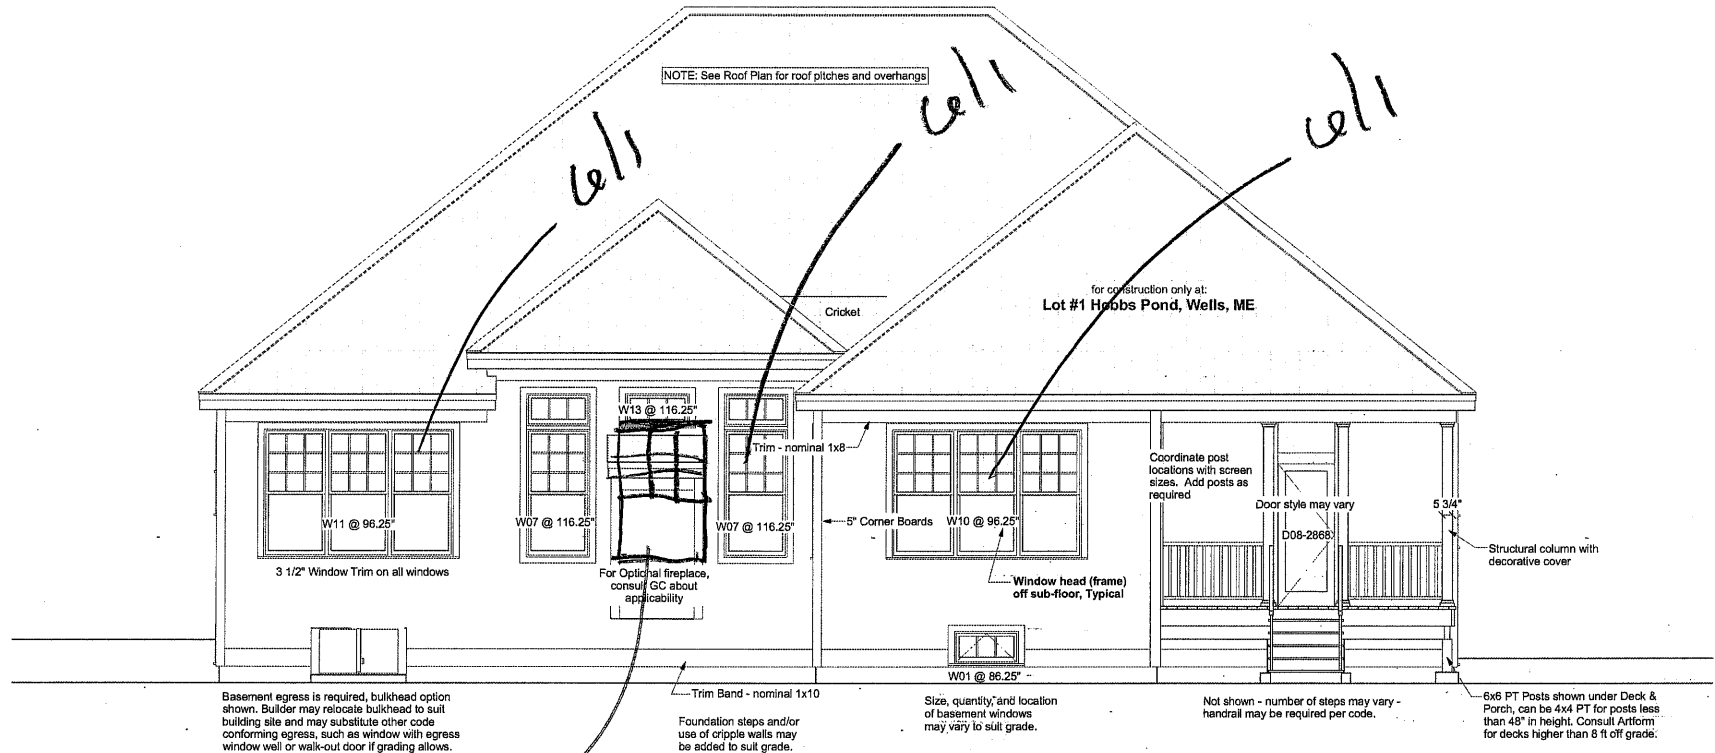 NOTE: See Roof Plan for roof pitches and overhangs
for construction only at:
Lot #1 Hobbs Pond, Wells, ME
Cricket
W13 @ 116.25"
Trim - nominal 1x8
Coordinate post
locations with screen
sizes. Add posts as
required
Door style may vary
5 3/4"
W11 @ 96.25"
W07 @ 116.25"
W07 @ 116.25"
5" Corner Boards
W10 @ 96.25"
D08-2868
Structural column with
decorative cover
3 1/2" Window Trim on all windows
For Optional fireplace,
consult GC about
applicability
Window head (frame)
off sub-floor, Typical
W01 @ 86.25"
Basement egress is required, bulkhead option
shown. Builder may relocate bulkhead to suit
building site and may substitute other code
conforming egress, such as window with egress
window well or walk-out door if grading allows.
Trim Band - nominal 1x10
Foundation steps and/or
use of cripple walls may
be added to suit grade.
Size, quantity, and location
of basement windows
may vary to suit grade.
Not shown - number of steps may vary -
handrail may be required per code.
6x6 PT Posts shown under Deck &
Porch, can be 4x4 PT for posts less
than 48" in height. Consult Artform
for decks higher than 8 ft off grade.